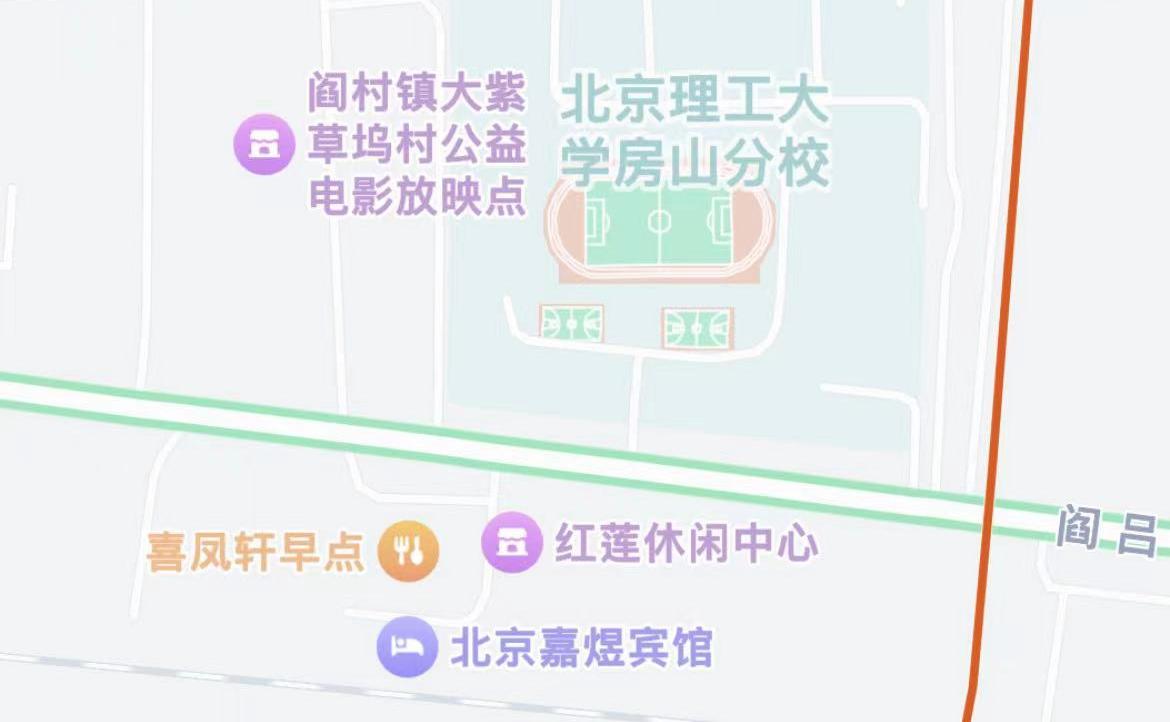 阎村镇大紫
草坞村公益
电影放映点
北京理工大
学房山分校
阎吕
喜凤轩早点
红莲休闲中心
北京嘉煜宾馆